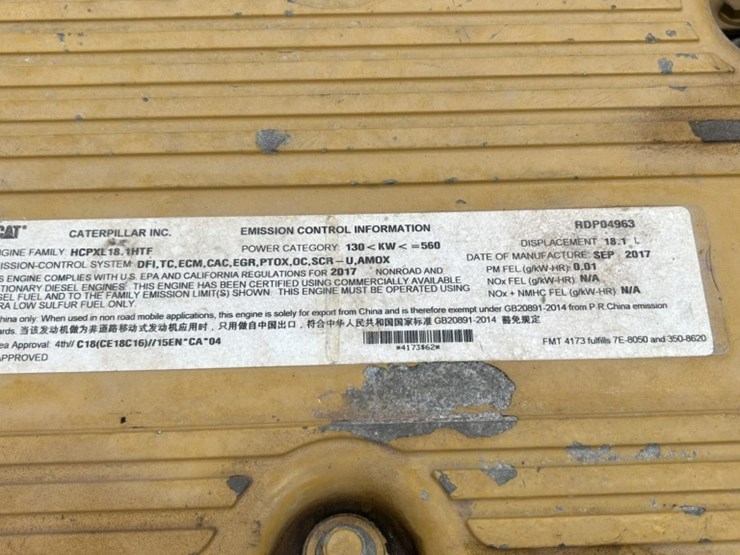 CAT CATERPILLAR INC. EMISSION CONTROL INFORMATION RDP04963
GINE FAMILY HCPXL18.1HTF POWER CATEGORY: 130 < KW < = 560 DISPLACEMENT 18.1 L
ISSION-CONTROL SYSTEM DFI,TC,ECM,CAC,EGR,PTOX,OC,SCR-U,AMOX DATE OF MANUFACTURE: SEP 2017
S ENGINE COMPLIES WITH U.S. EPA AND CALIFORNIA REGULATIONS FOR 2017 NONROAD AND PM FEL (g/kW-HR): 0.01
TIONARY DIESEL ENGINES. THIS ENGINE HAS BEEN CERTIFIED USING COMMERCIALLY AVAILABLE NOx FEL (g/kW-HR): N/A
SEL FUEL AND TO THE FAMILY EMISSION LIMIT(S) SHOWN. THIS ENGINE MUST BE OPERATED USING NOx + NMHC FEL (g/kW-HR) N/A
RA LOW SULFUR FUEL ONLY.
hina only: When used in non road mobile applications, this engine is solely for export from China and is therefore exempt under GB20891-2014 from P.R.China emission
ards. 当该发动机做为非道路移动式发动机应用时，只用做自中国出口，符合中华人民共和国国家标准 GB20891-2014 豁免规定
ea Approval: 4th// C18(CE18C16)//15EN*CA*04 FMT 4173 fulfills 7E-8050 and 350-8620
APPROVED *4173$62*